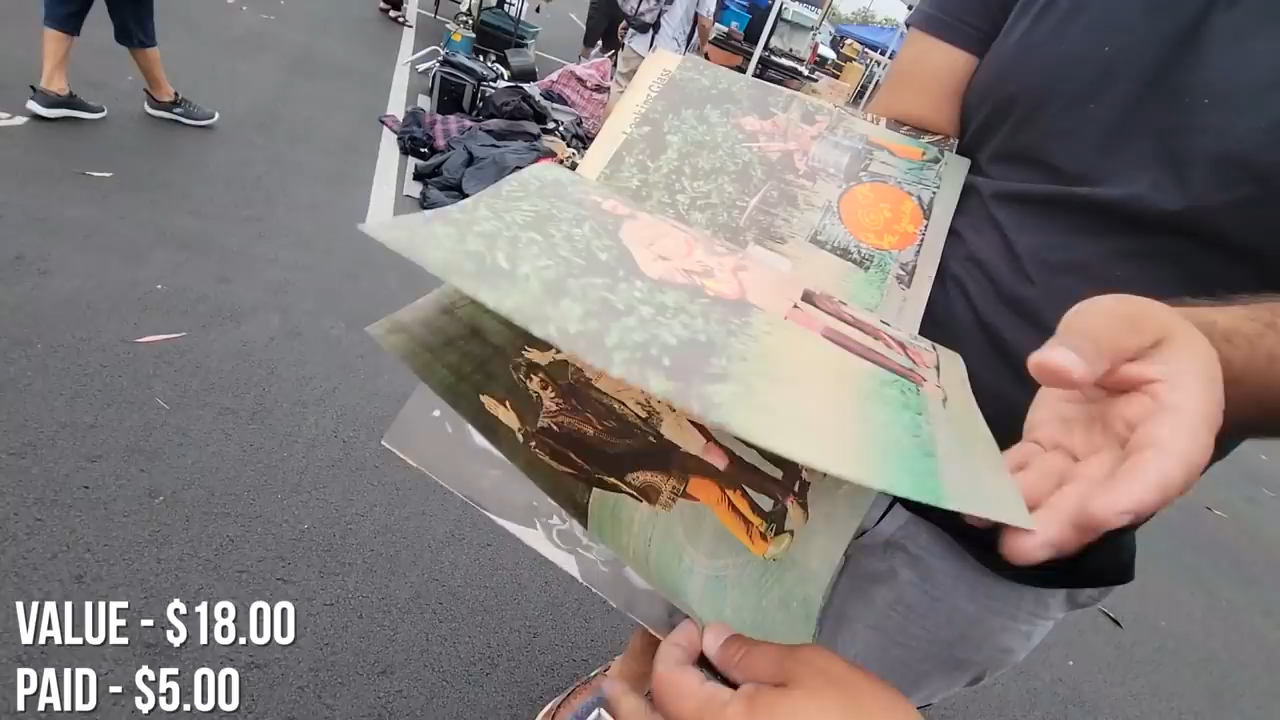 Looking Glass
VALUE - $18.00
PAID - $5.00